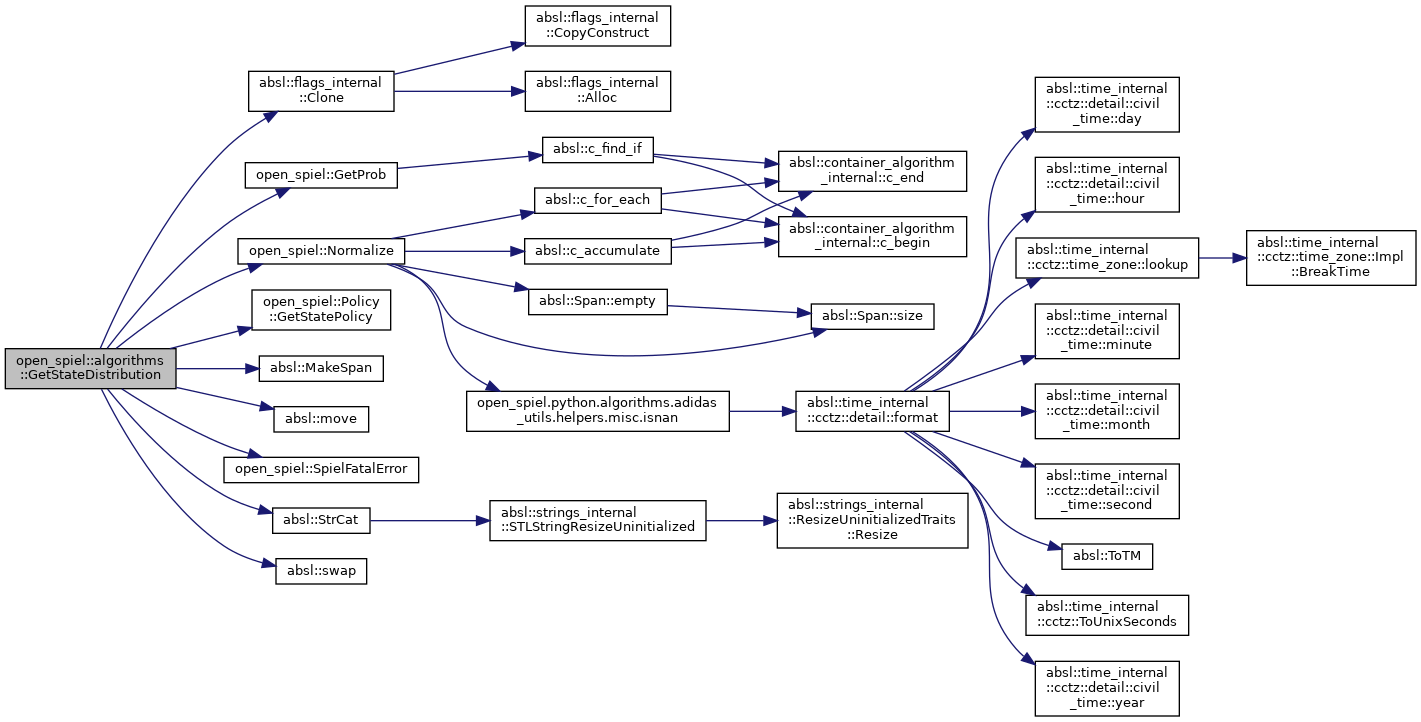 open_spiel::algorithms
::GetStateDistribution
absl::flags_internal
::Clone
absl::flags_internal
::CopyConstruct
absl::flags_internal
::Alloc
open_spiel::GetProb
absl::c_find_if
absl::container_algorithm
_internal::c_end
absl::container_algorithm
_internal::c_begin
open_spiel::Normalize
absl::c_for_each
absl::c_accumulate
absl::Span::empty
absl::Span::size
open_spiel.python.algorithms.adidas
_utils.helpers.misc.isnan
absl::time_internal
::cctz::detail::format
absl::time_internal
::cctz::detail::civil
_time::day
absl::time_internal
::cctz::detail::civil
_time::hour
absl::time_internal
::cctz::time_zone::lookup
absl::time_internal
::cctz::time_zone::Impl
::BreakTime
absl::time_internal
::cctz::detail::civil
_time::minute
absl::time_internal
::cctz::detail::civil
_time::month
absl::time_internal
::cctz::detail::civil
_time::second
absl::ToTM
absl::time_internal
::cctz::ToUnixSeconds
absl::time_internal
::cctz::detail::civil
_time::year
open_spiel::Policy
::GetStatePolicy
absl::MakeSpan
absl::move
open_spiel::SpielFatalError
absl::StrCat
absl::strings_internal
::STLStringResizeUninitialized
absl::strings_internal
::ResizeUninitializedTraits
::Resize
absl::swap